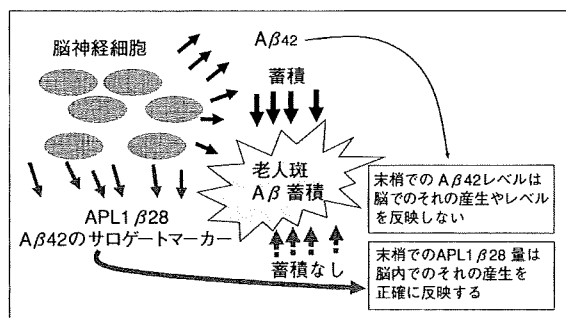 脳神経細胞
Aβ42
蓄積
老人斑
Aβ 蓄積
APL1β28
Aβ42のサロゲートマーカー
蓄積なし
末梢でのAβ42レベルは
脳でのそれの産生やレベル
を反映しない
末梢でのAPL1β28量は
脳内でのそれの産生を
正確に反映する